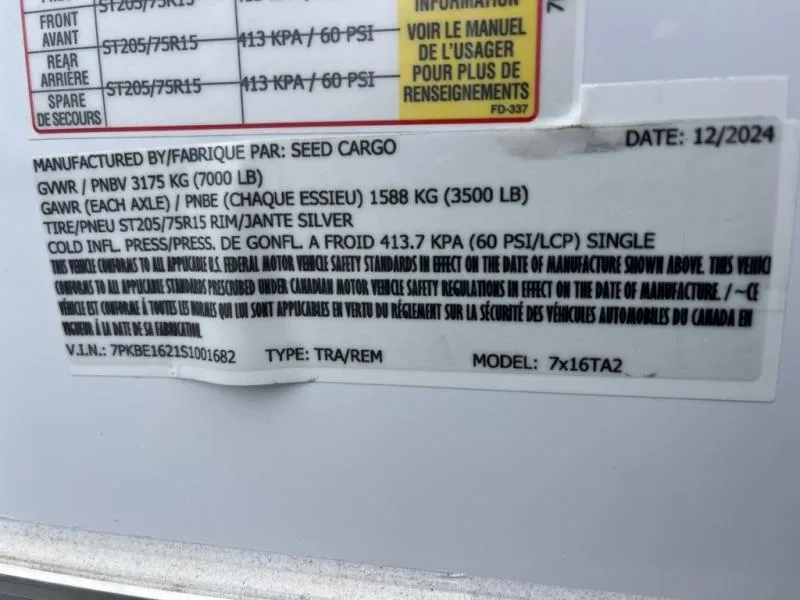 ST205/75R15
INFORMATION
FRONT
AVANT
ST205/75R15
413 KPA / 60 PSI
VOIR LE MANUEL
DE L'USAGER
POUR PLUS DE
RENSEIGNEMENTS
REAR
ARRIÈRE
ST205/75R15
413 KPA / 60 PSI
SPARE
DE SECOURS
FD-337
MANUFACTURED BY/FABRIQUE PAR: SEED CARGO
DATE: 12/2024
GVWR / PNBV 3175 KG (7000 LB)
GAWR (EACH AXLE) / PNBE (CHAQUE ESSIEU) 1588 KG (3500 LB)
TIRE/PNEU ST205/75R15 RIM/JANTE SILVER
COLD INFL. PRESS/PRESS. DE GONFL. A FROID 413.7 KPA (60 PSI/LCP) SINGLE
THIS VEHICLE CONFORMS TO ALL APPLICABLE U.S. FEDERAL MOTOR VEHICLE SAFETY STANDARDS IN EFFECT ON THE DATE OF MANUFACTURE SHOWN ABOVE. THIS VEHICL
CONFORMS TO ALL APPLICABLE STANDARDS PRESCRIBED UNDER CANADIAN MOTOR VEHICLE SAFETY REGULATIONS IN EFFECT ON THE DATE OF MANUFACTURE. / ~CE
VÉHICLE EST CONFORME À TOUTES LES NORMES QUI LUI SONT APPLICABLES EN VERTU DU RÉGLEMENT SUR LA SÉCURITÉ DES VÉHICULES AUTOMOBILES DU CANADA EN
VIGUEUR À LA DATE DE SA FABRICATION.
V.I.N.: 7PKBE1621S1001682
TYPE: TRA/REM
MODEL: 7x16TA2